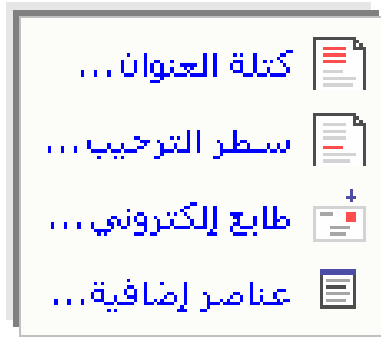 كتلة العنوان...
سطر الترحيب...
طابع إلكتروني...
عناصر إضافية...